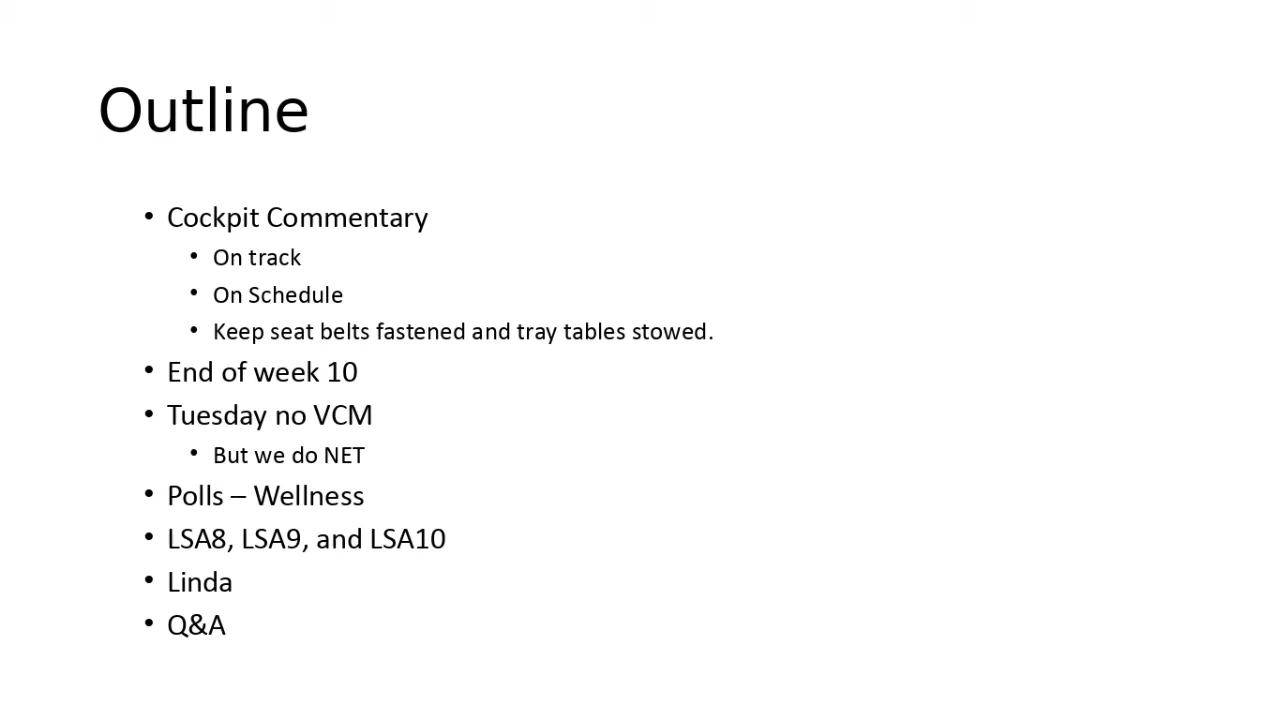 Outline
• Cockpit Commentary
• On track
• On Schedule
• Keep seat belts fastened and tray tables stowed.
• End of week 10
• Tuesday no VCM
• But we do NET
• Polls – Wellness
• LSA8, LSA9, and LSA10
• Linda
• Q&A